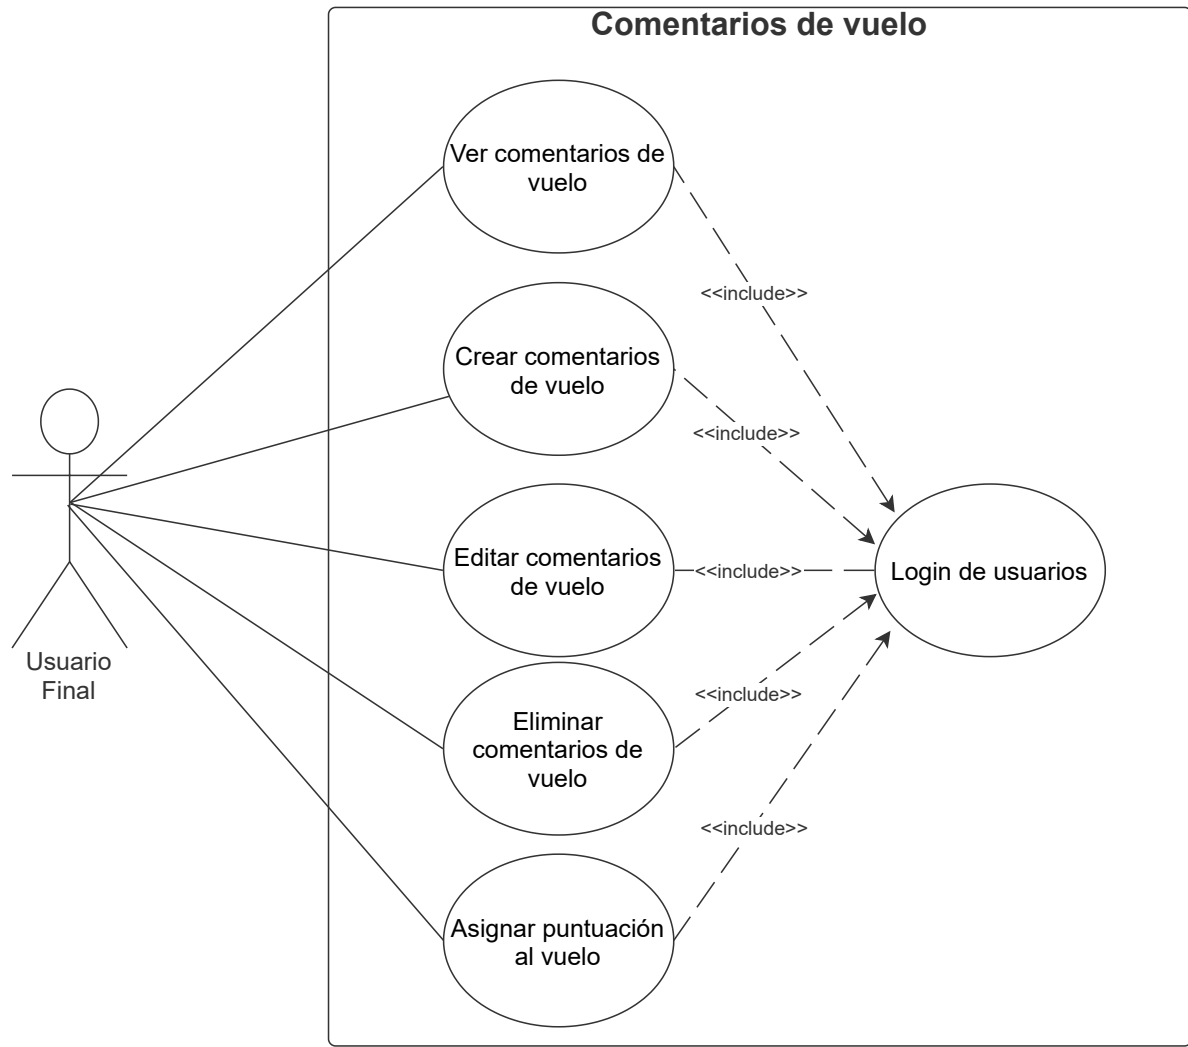 Comentarios de vuelo
Ver comentarios de
vuelo
<<include>>
Crear comentarios
de vuelo
<<include>>
Editar comentarios
de vuelo
<<include>>
Login de usuarios
Usuario
Final
Eliminar
comentarios de
vuelo
<<include>>
Asignar puntuación
al vuelo
<<include>>